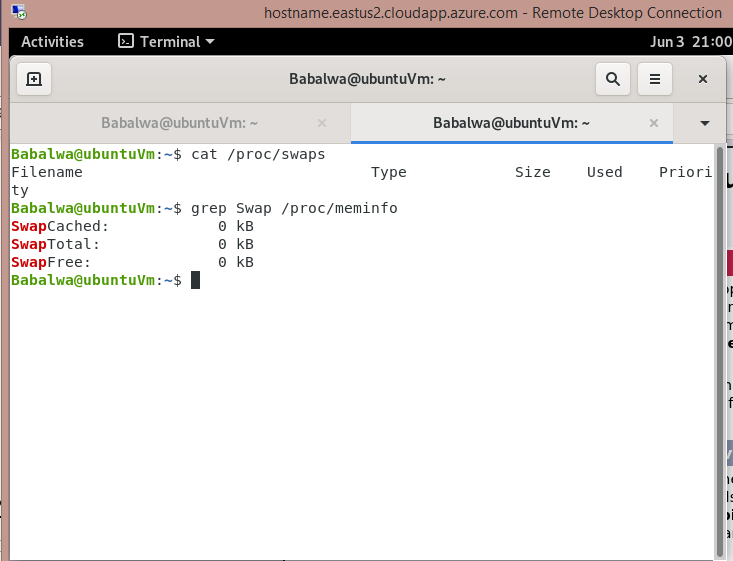 hostname.eastus2.cloudapp.azure.com - Remote Desktop Connection
Activities Terminal Jun 3 21:00
Babalwa@ubuntuVm: ~
Babalwa@ubuntuVm: ~ Babalwa@ubuntuVm: ~
Babalwa@ubuntuVm:~$ cat /proc/swaps
Filename Type Size Used Priori
ty
Babalwa@ubuntuVm:~$ grep Swap /proc/meminfo
SwapCached: 0 kB
SwapTotal: 0 kB
SwapFree: 0 kB
Babalwa@ubuntuVm:~$